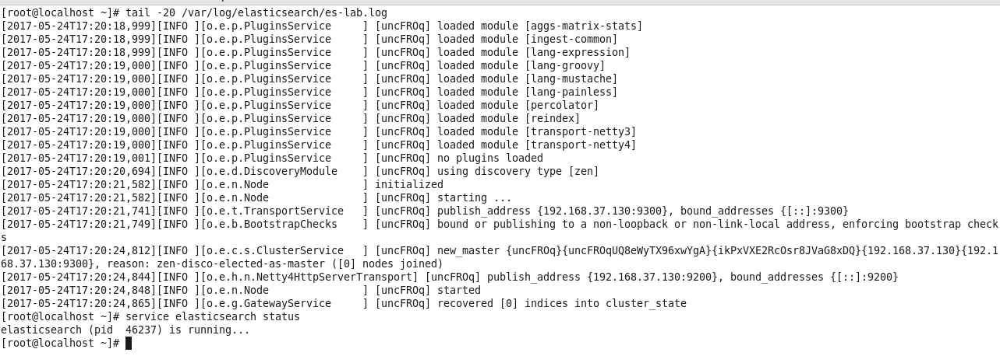 [root@localhost ~]# tail -20 /var/log/elasticsearch/es-lab.log
[2017-05-24T17:20:18,999][INFO ][o.e.p.PluginsService     ] [uncFROq] loaded module [aggs-matrix-stats]
[2017-05-24T17:20:18,999][INFO ][o.e.p.PluginsService     ] [uncFROq] loaded module [ingest-common]
[2017-05-24T17:20:18,999][INFO ][o.e.p.PluginsService     ] [uncFROq] loaded module [lang-expression]
[2017-05-24T17:20:19,000][INFO ][o.e.p.PluginsService     ] [uncFROq] loaded module [lang-groovy]
[2017-05-24T17:20:19,000][INFO ][o.e.p.PluginsService     ] [uncFROq] loaded module [lang-mustache]
[2017-05-24T17:20:19,000][INFO ][o.e.p.PluginsService     ] [uncFROq] loaded module [lang-painless]
[2017-05-24T17:20:19,000][INFO ][o.e.p.PluginsService     ] [uncFROq] loaded module [percolator]
[2017-05-24T17:20:19,000][INFO ][o.e.p.PluginsService     ] [uncFROq] loaded module [reindex]
[2017-05-24T17:20:19,000][INFO ][o.e.p.PluginsService     ] [uncFROq] loaded module [transport-netty3]
[2017-05-24T17:20:19,000][INFO ][o.e.p.PluginsService     ] [uncFROq] loaded module [transport-netty4]
[2017-05-24T17:20:19,001][INFO ][o.e.p.PluginsService     ] [uncFROq] no plugins loaded
[2017-05-24T17:20:20,694][INFO ][o.e.d.DiscoveryModule    ] [uncFROq] using discovery type [zen]
[2017-05-24T17:20:21,582][INFO ][o.e.n.Node               ] initialized
[2017-05-24T17:20:21,582][INFO ][o.e.n.Node               ] [uncFROq] starting ...
[2017-05-24T17:20:21,741][INFO ][o.e.t.TransportService   ] [uncFROq] publish_address {192.168.37.130:9300}, bound_addresses {[::]:9300}
[2017-05-24T17:20:21,749][INFO ][o.e.b.BootstrapChecks    ] [uncFROq] bound or publishing to a non-loopback or non-link-local address, enforcing bootstrap check
s
[2017-05-24T17:20:24,812][INFO ][o.e.c.s.ClusterService   ] [uncFROq] new_master {uncFROq}{uncFROqUQ8eWyTX96xwYgA}{ikPxVXE2RcOsr8JVaG8xDQ}{192.168.37.130}{192.1
68.37.130:9300}, reason: zen-disco-elected-as-master ([0] nodes joined)
[2017-05-24T17:20:24,844][INFO ][o.e.h.n.Netty4HttpServerTransport] [uncFROq] publish_address {192.168.37.130:9200}, bound_addresses {[::]:9200}
[2017-05-24T17:20:24,848][INFO ][o.e.n.Node               ] [uncFROq] started
[2017-05-24T17:20:24,865][INFO ][o.e.g.GatewayService     ] [uncFROq] recovered [0] indices into cluster_state
[root@localhost ~]# service elasticsearch status
elasticsearch (pid  46237) is running...
[root@localhost ~]#